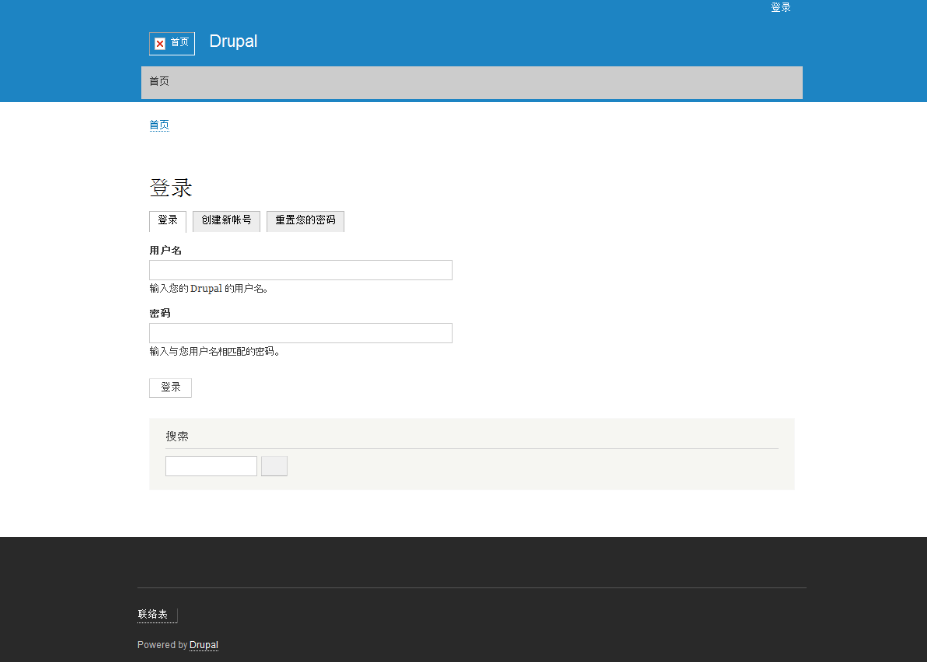 登录
首页
Drupal
首页
首页
登录
登录
创建新帐号
重置您的密码
用户名
输入您的 Drupal 的用户名。
密码
输入与您用户名相匹配的密码。
登录
搜索
联络表
Powered by Drupal